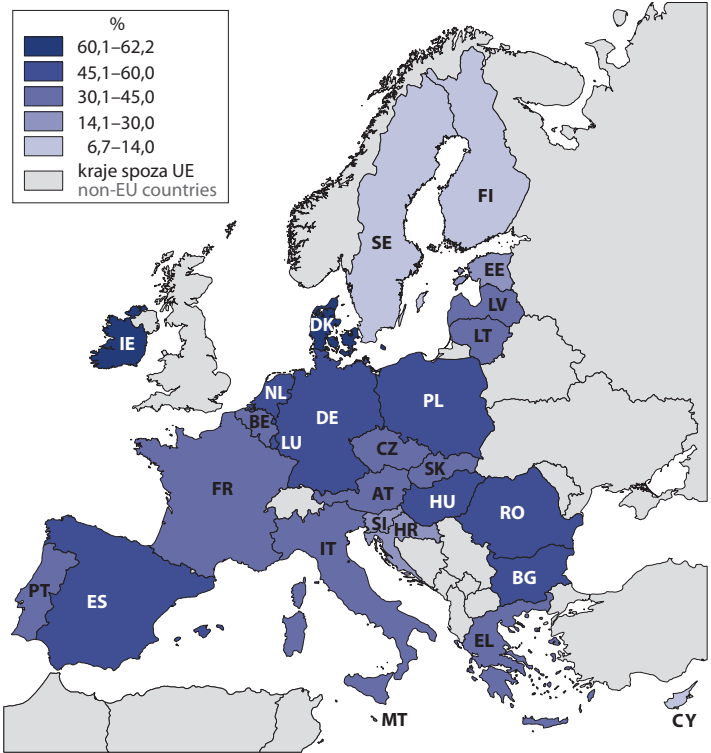 %
60,1–62,2
45,1–60,0
30,1–45,0
14,1–30,0
6,7–14,0
kraje spoza UE
non-EU countries
FI
SE
EE
LV
LT
DK
IE
NL
BE
LU
DE
PL
CZ
SK
AT
HU
RO
FR
SI
HR
IT
BG
PT
ES
EL
MT
CY